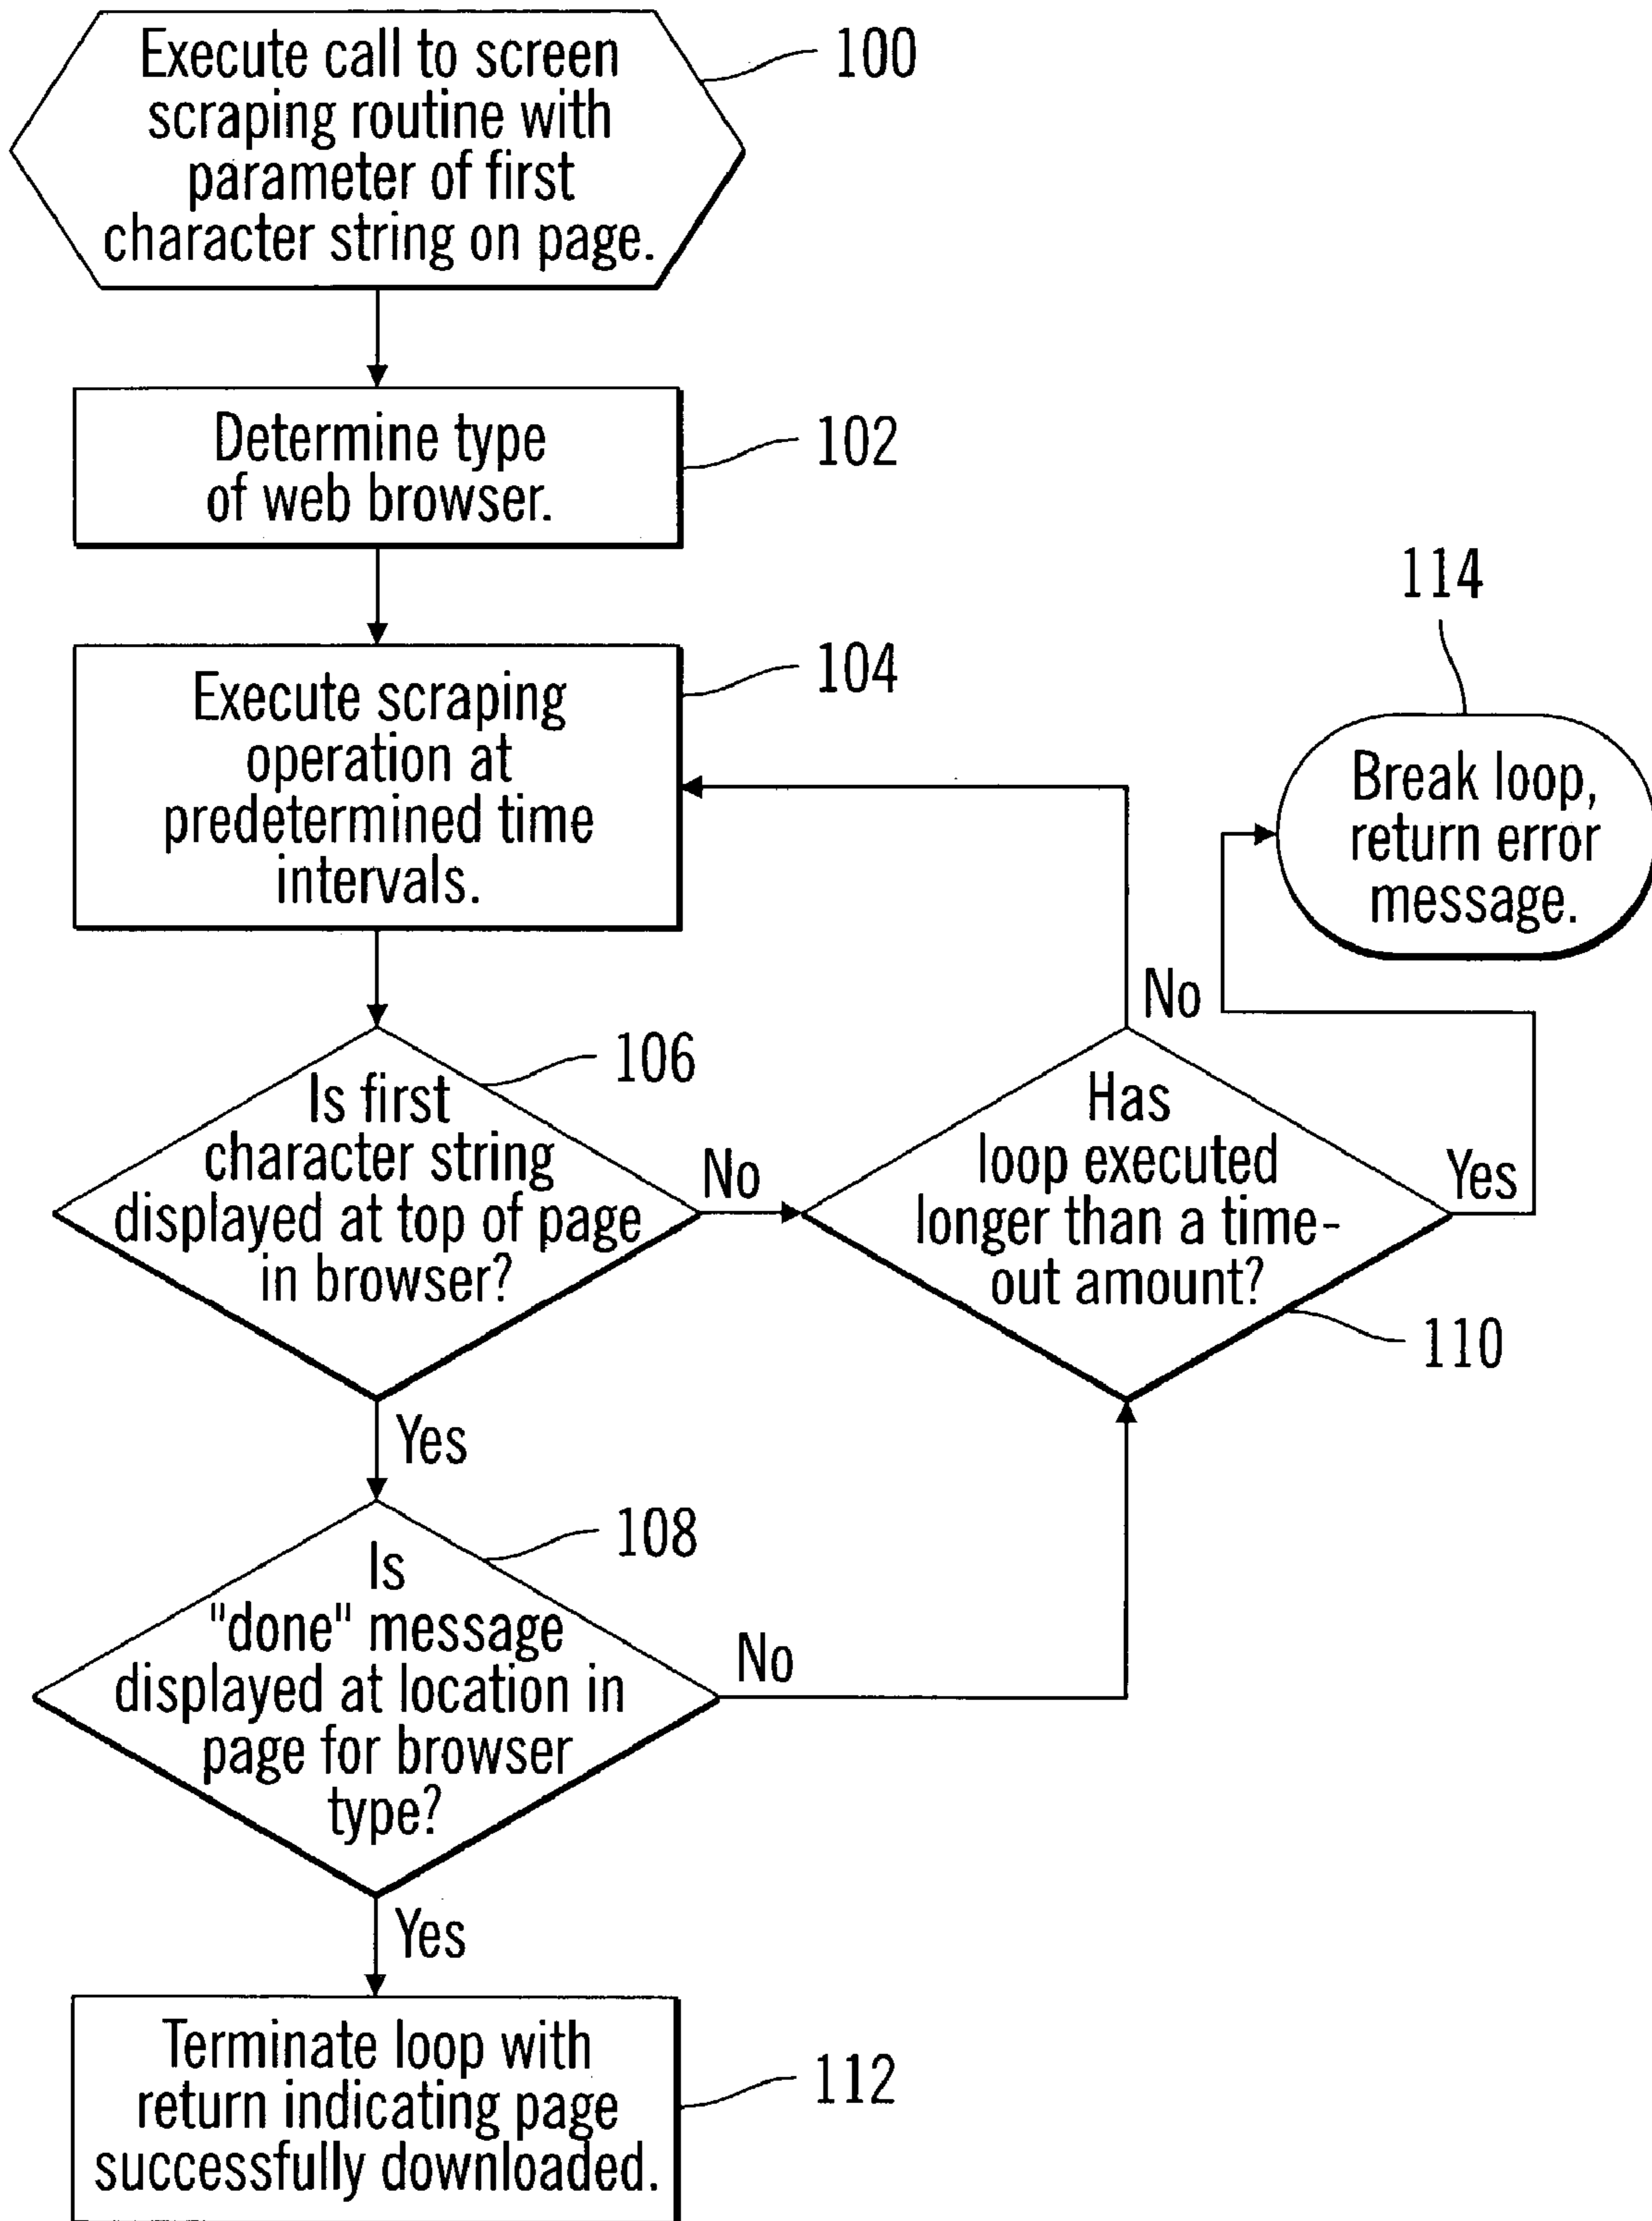 Execute call to screen
scraping routine with
parameter of first
character string on page.
100
Determine type
of web browser.
102
Execute scraping
operation at
predetermined time
intervals.
104
114
Break loop,
return error
message.
No
Is first
character string
displayed at top of page
in browser?
106
No
Has
loop executed
longer than a time-
out amount?
Yes
110
Yes
Is
"done" message
displayed at location in
page for browser
type?
108
No
Yes
Terminate loop with
return indicating page
successfully downloaded.
112